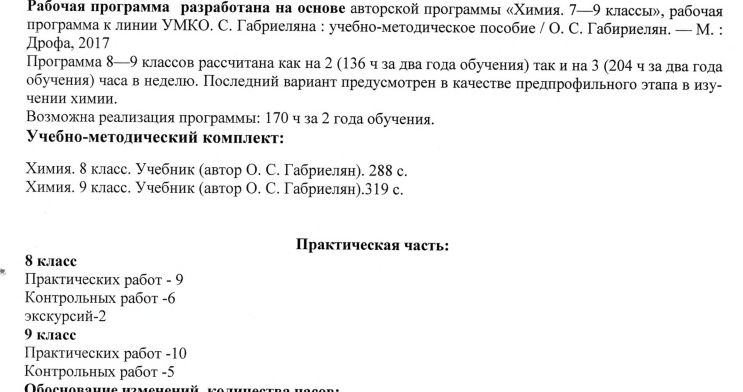 Рабочая программа разработана на основе авторской программы «Химия. 7—9 классы», рабочая
программа к линии УМКО. С. Габриеляна : учебно-методическое пособие / О. С. Габириелян. — М. :
Дрофа, 2017
Программа 8—9 классов рассчитана как на 2 (136 ч за два года обучения) так и на 3 (204 ч за два года
обучения) часа в неделю. Последний вариант предусмотрен в качестве предпрофильного этапа в изу-
чении химии.
Возможна реализация программы: 170 ч за 2 года обучения.
Учебно-методический комплект:
Химия. 8 класс. Учебник (автор О. С. Габриелян). 288 с.
Химия. 9 класс. Учебник (автор О. С. Габриелян).319 с.
Практическая часть:
8 класс
Практических работ - 9
Контрольных работ -6
экскурсий-2
9 класс
Практических работ -10
Контрольных работ -5
Обоснование изменений количества часов: